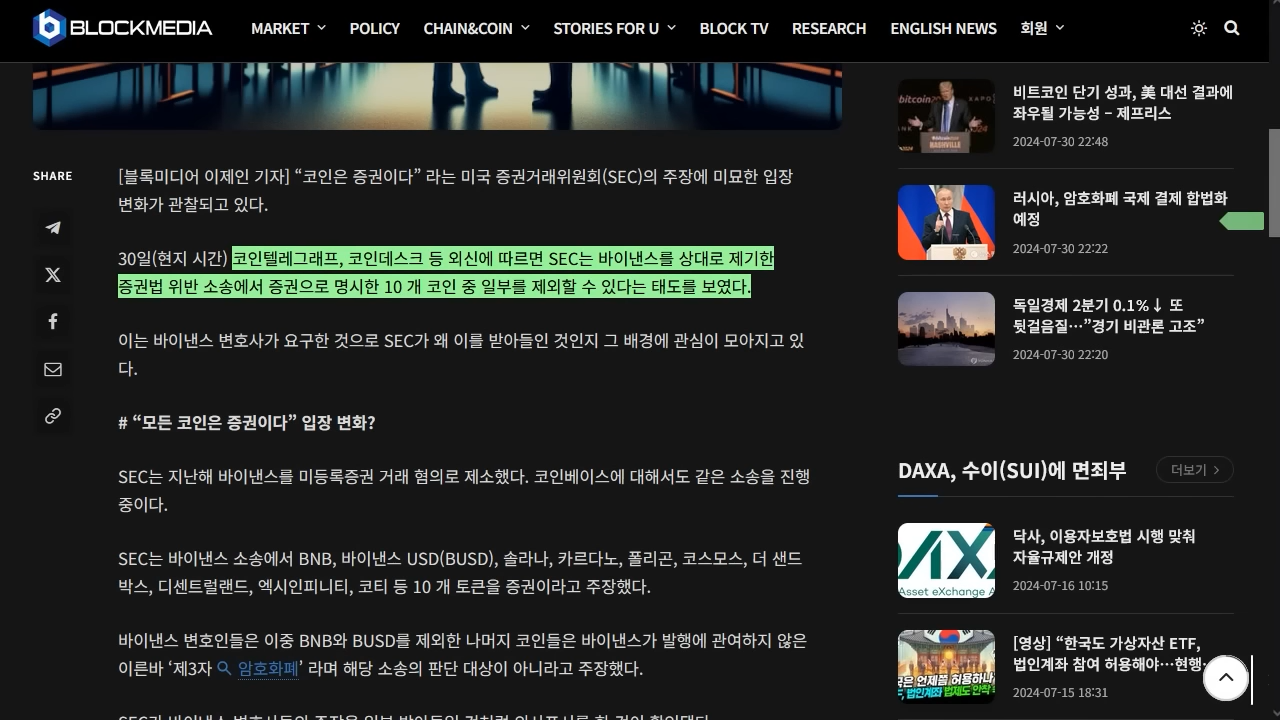 BLOCKMEDIA
MARKET
POLICY
CHAIN&COIN
STORIES FOR U
BLOCK TV
RESEARCH
ENGLISH NEWS
회원
SHARE
[블록미디어 이제인 기자] “코인은 증권이다” 라는 미국 증권거래위원회(SEC)의 주장에 미묘한 입장
변화가 관찰되고 있다.
30일(현지 시간) 코인텔레그래프, 코인데스크 등 외신에 따르면 SEC는 바이낸스를 상대로 제기한
증권법 위반 소송에서 증권으로 명시한 10 개 코인 중 일부를 제외할 수 있다는 태도를 보였다.
이는 바이낸스 변호사가 요구한 것으로 SEC가 왜 이를 받아들인 것인지 그 배경에 관심이 모아지고 있
다.
# “모든 코인은 증권이다” 입장 변화?
SEC는 지난해 바이낸스를 미등록증권 거래 혐의로 제소했다. 코인베이스에 대해서도 같은 소송을 진행
중이다.
SEC는 바이낸스 소송에서 BNB, 바이낸스 USD(BUSD), 솔라나, 카르다노, 폴리곤, 코스모스, 더 샌드
박스, 디센트럴랜드, 엑시인피니티, 코티 등 10 개 토큰을 증권이라고 주장했다.
바이낸스 변호인들은 이중 BNB와 BUSD를 제외한 나머지 코인들은 바이낸스가 발행에 관여하지 않은
이른바 ‘제3자 암호화폐’ 라며 해당 소송의 판단 대상이 아니라고 주장했다.
비트코인 단기 성과, 美 대선 결과에
좌우될 가능성 – 제프리스
2024-07-30 22:48
러시아, 암호화폐 국제 결제 합법화
예정
2024-07-30 22:22
독일경제 2분기 0.1%↓ 또
뒷걸음질…”경기 비관론 고조”
2024-07-30 22:20
DAXA, 수이(SUI)에 면죄부
더보기
닥사, 이용자보호법 시행 맞춰
자율규제안 개정
2024-07-16 10:15
[영상] “한국도 가상자산 ETF,
법인계좌 참여 허용해야…현행
2024-07-15 18:31
NASHVILLE
Asset eXchange A